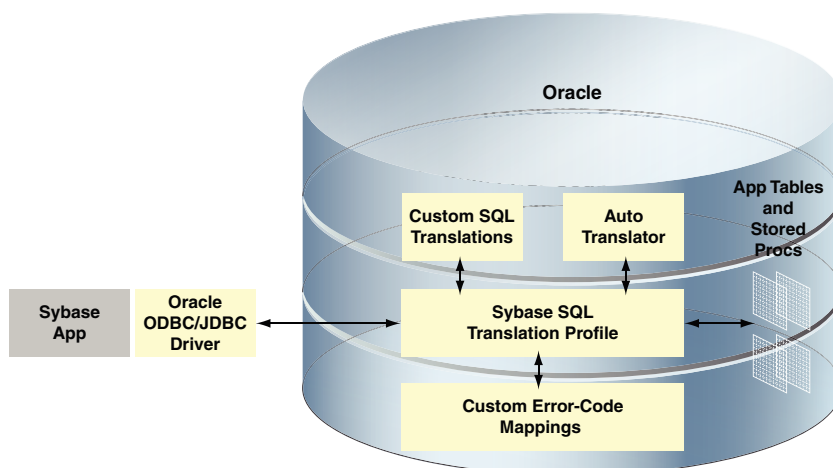 Oracle
App Tables
and
Stored
Procs
Custom SQL
Translations
Auto
Translator
Sybase
App
Oracle
ODBC/JDBC
Driver
Sybase SQL
Translation Profile
Custom Error-Code
Mappings